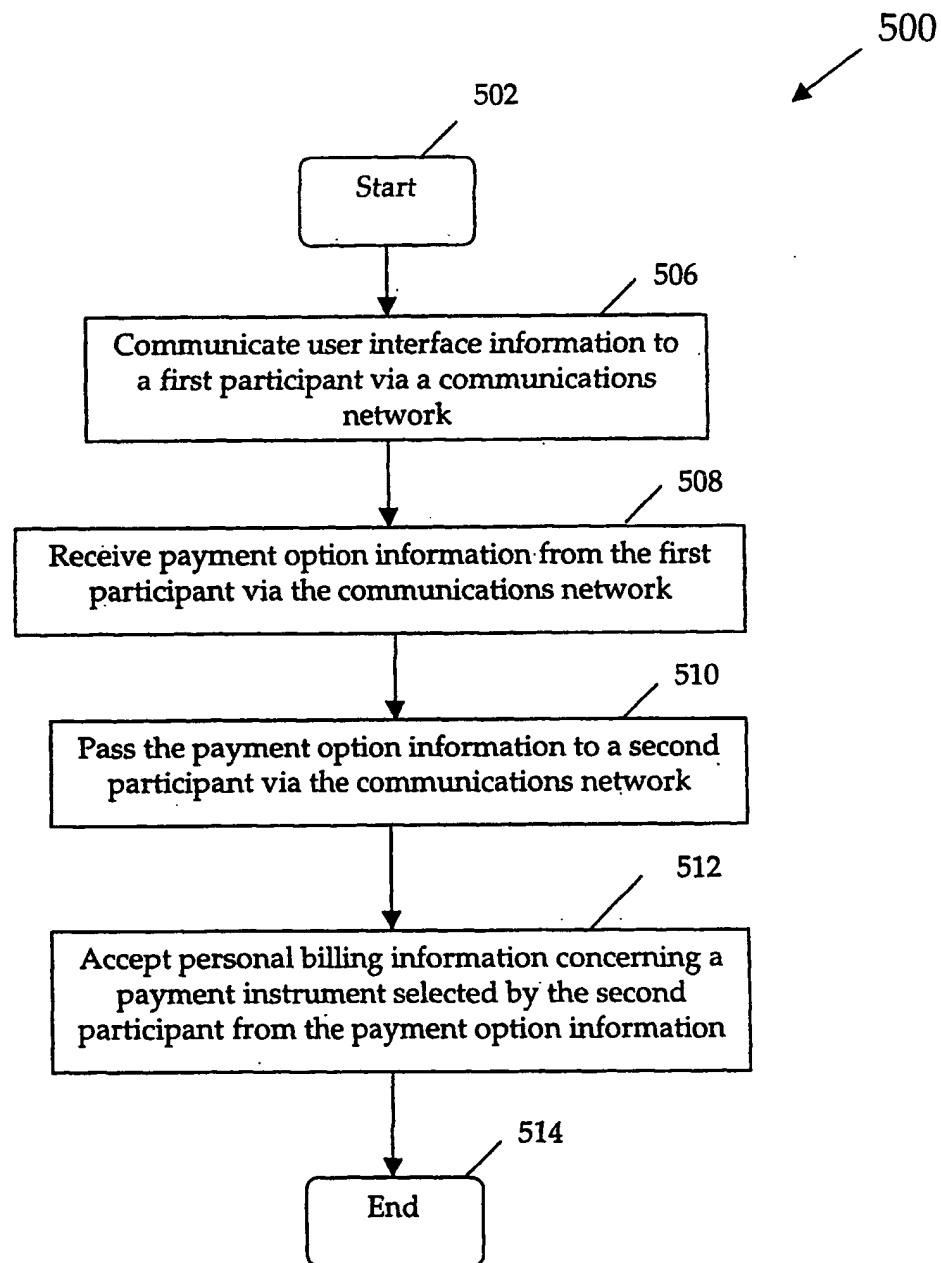 500
502
Start
506
Communicate user interface information to
a first participant via a communications
network
508
Receive payment option information from the first
participant via the communications network
510
Pass the payment option information to a second
participant via the communications network
512
Accept personal billing information concerning a
payment instrument selected by the second
participant from the payment option information
514
End